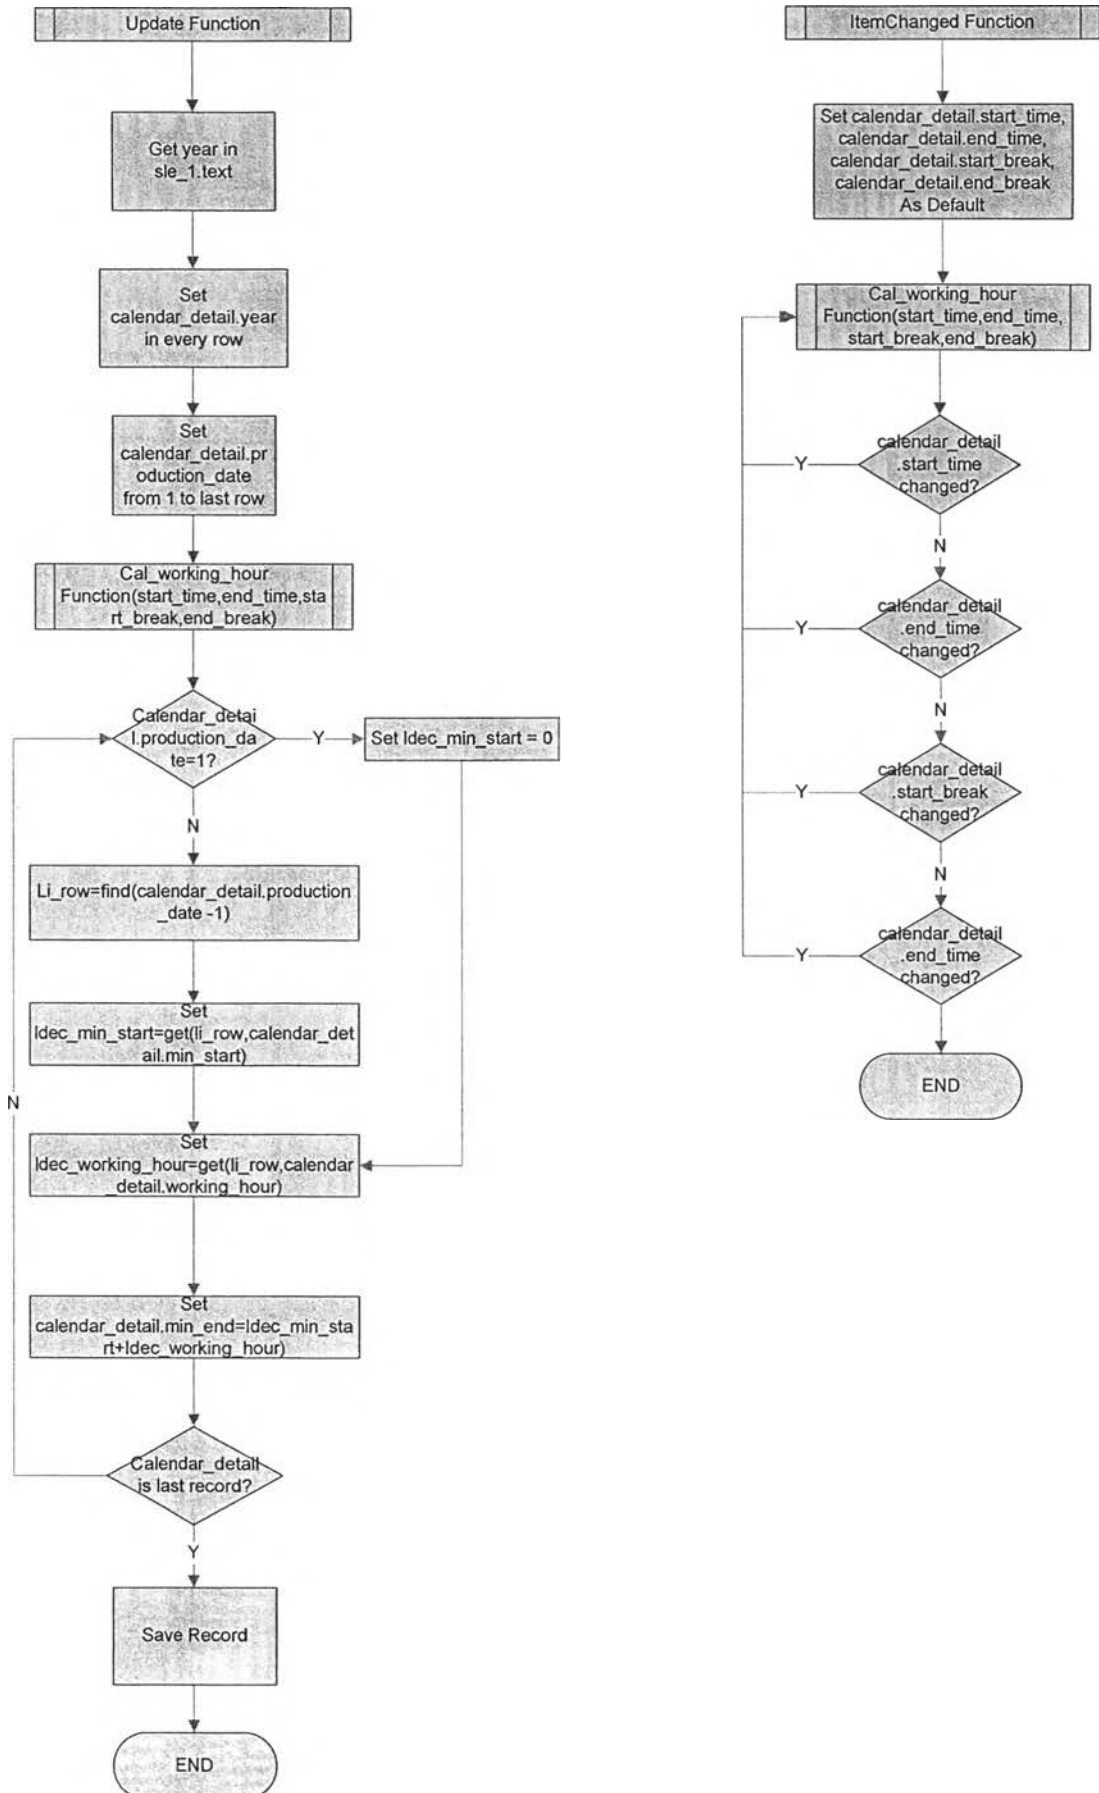 Update Function
Get year in
sle_1.text
Set
calendar_detail.year
in every row
Set
calendar_detail.pr
oduction_date
from 1 to last row
Cal_working_hour
Function(start_time,end_time,sta
rt_break,end_break)
Calendar_detai
l.production_da
te=1?
Y
Set ldec_min_start = 0
N
Li_row=find(calendar_detail.production
_date -1)
Set
ldec_min_start=get(li_row,calendar_det
ail.min_start)
N
Set
ldec_working_hour=get(li_row,calendar
_detail.working_hour)
Set
calendar_detail.min_end=ldec_min_sta
rt+ldec_working_hour)
Calendar_detail
is last record?
Y
Save Record
END
ItemChanged Function
Set calendar_detail.start_time,
calendar_detail.end_time,
calendar_detail.start_break,
calendar_detail.end_break
As Default
Cal_working_hour
Function(start_time,end_time,
start_break,end_break)
calendar_detail
.start_time
changed?
Y
N
calendar_detail
.end_time
changed?
Y
N
calendar_detail
.start_break
changed?
Y
N
calendar_detail
.end_time
changed?
Y
END